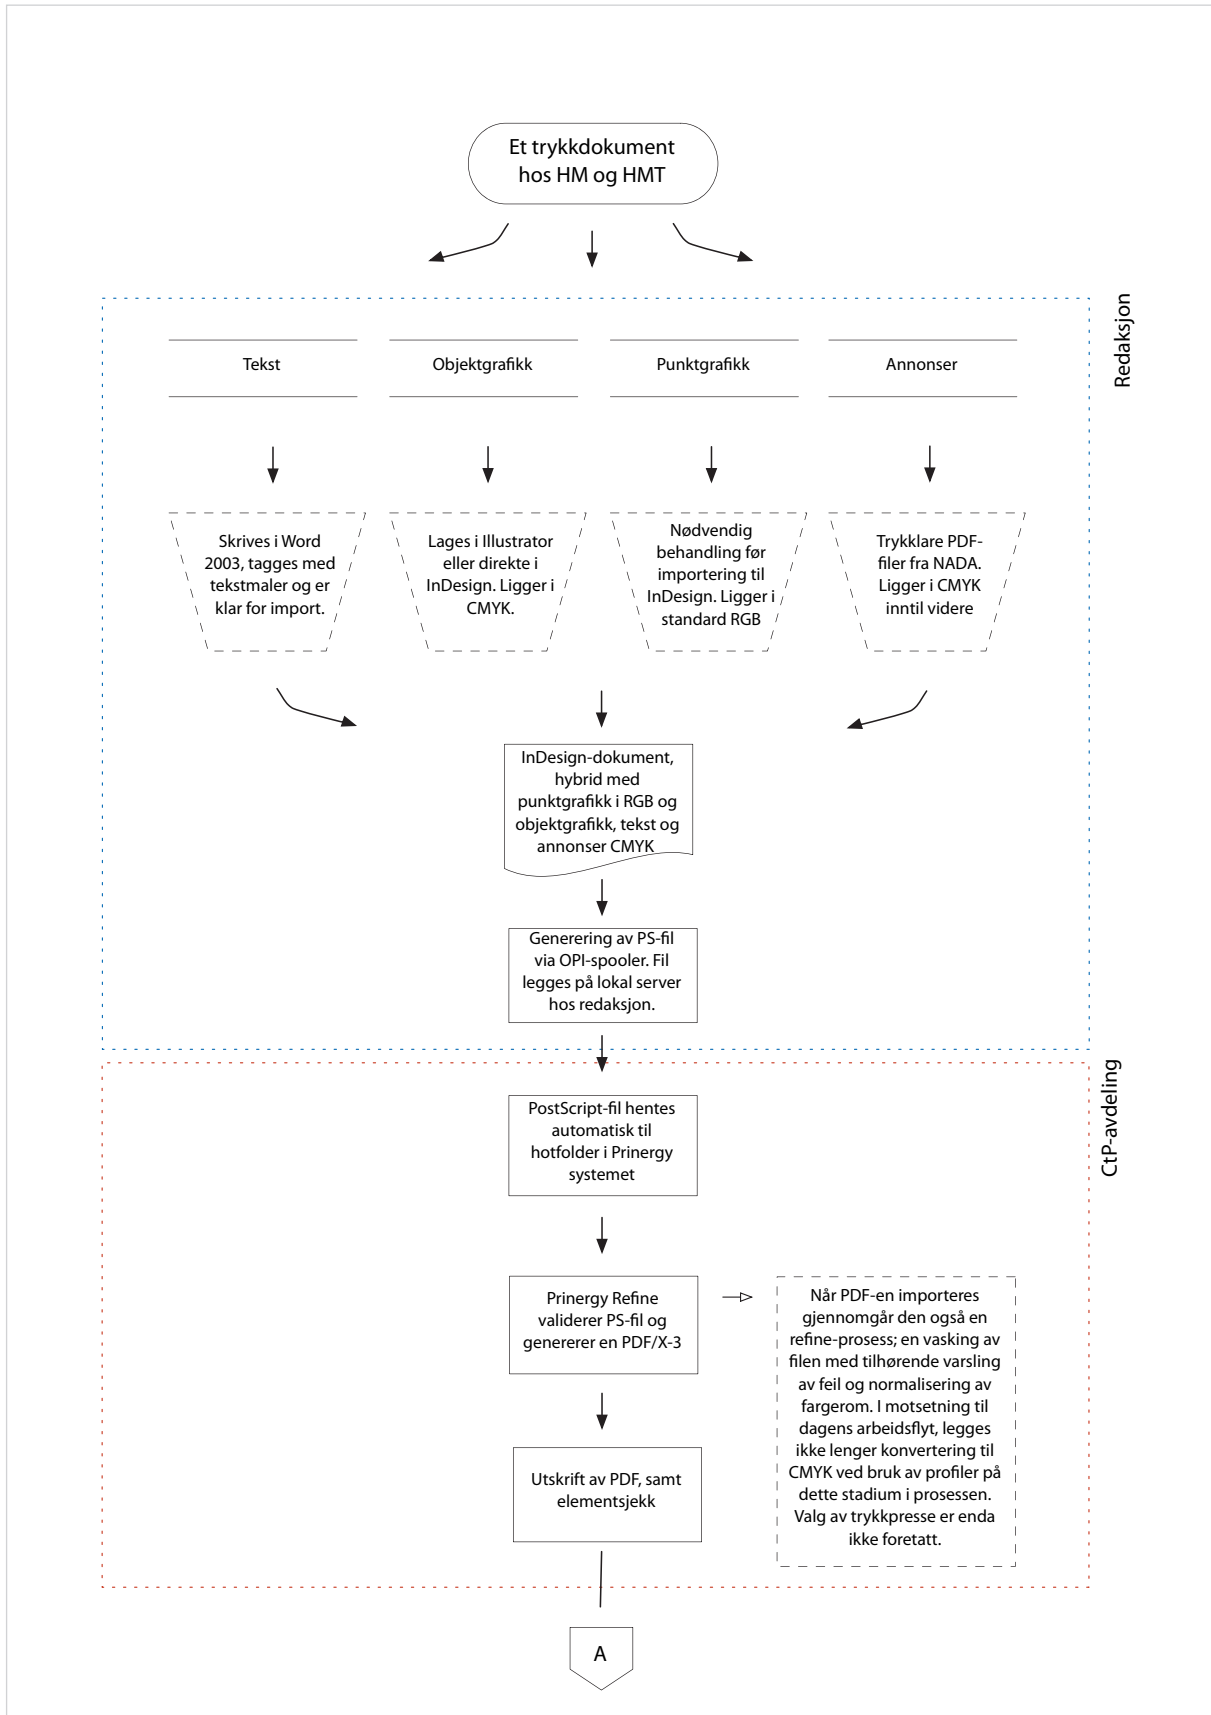 Et trykkdokument
hos HM og HMT
Redaksjon
Tekst
Objektgrafikk
Punktgrafikk
Annonser
Skrives i Word
2003, tagges med
tekstmaler og er
klar for import.
Lages i Illustrator
eller direkte i
InDesign. Ligger i
CMYK.
Nødvendig
behandling før
importering til
InDesign. Ligger i
standard RGB
Trykklare PDF-
filer fra NADA.
Ligger i CMYK
inntil videre
InDesign-dokument,
hybrid med
punktgrafikk i RGB og
objektgrafikk, tekst og
annonser CMYK
Generering av PS-fil
via OPI-spooler. Fil
legges på lokal server
hos redaksjon.
CtP-avdeling
PostScript-fil hentes
automatisk til
hotfolder i Prinergy
systemet
Prinergy Refine
validerer PS-fil og
genererer en PDF/X-3
Når PDF-en importeres
gjennomgår den også en
refine-prosess; en vasking av
filen med tilhørende varsling
av feil og normalisering av
fargerom. I motsetning til
dagens arbeidsflyt, legges
ikke lenger konvertering til
CMYK ved bruk av profiler på
dette stadium i prosessen.
Valg av trykkpresse er enda
ikke foretatt.
Utskrift av PDF, samt
elementsjekk
A